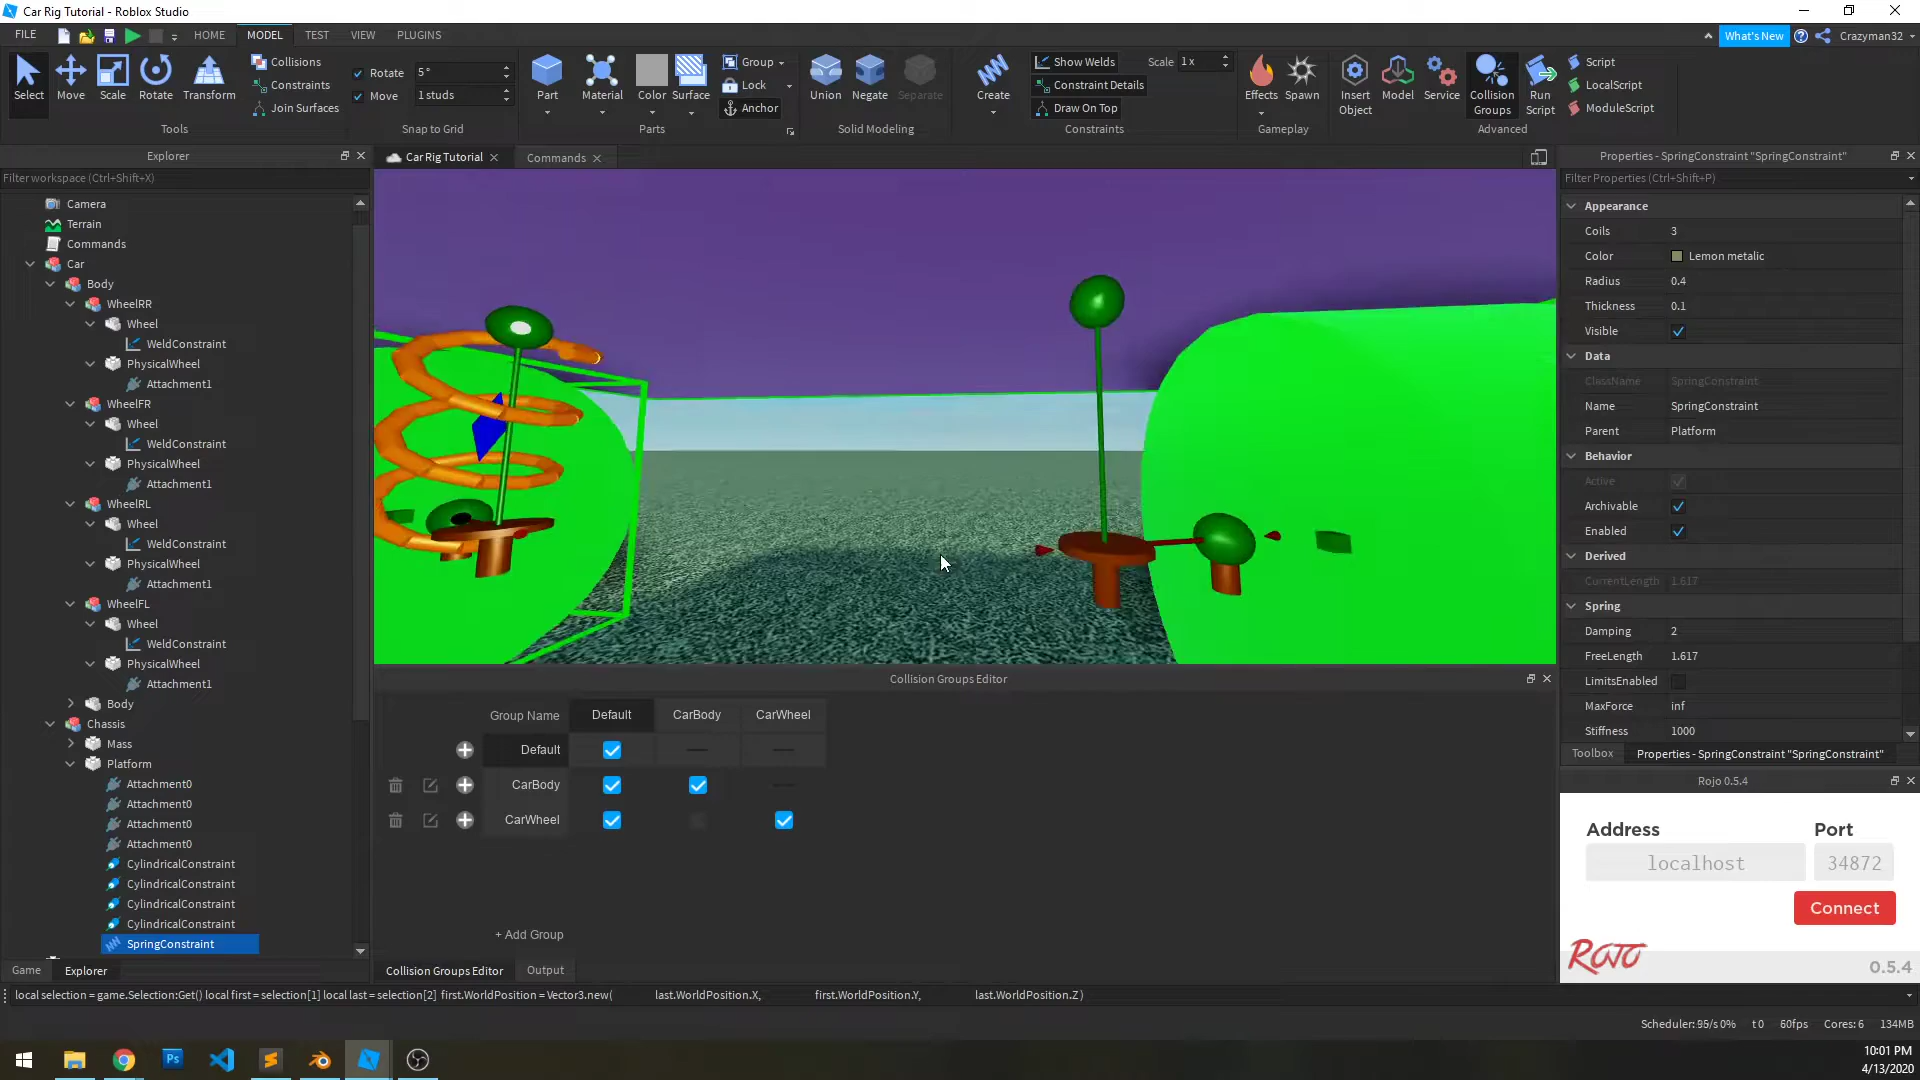 Car Rig Tutorial - Roblox Studio
FILE HOME MODEL TEST VIEW PLUGINS What's New Crazyman32
Select Move Scale Rotate Transform Collisions Constraints Join Surfaces
Tools
Rotate 5° Move 1 studs
Snap to Grid
Part Material Color Surface Group Lock Anchor
Parts
Union Negate Separate
Solid Modeling
Create Show Welds Constraint Details Draw On Top Scale 1x
Constraints
Effects Spawn
Gameplay
Insert Object Model Service Collision Groups Run Script Script LocalScript ModuleScript
Advanced
Explorer
Filter workspace (Ctrl+Shift+X)
Camera
Terrain
Commands
Car
Body
WheelRR
Wheel
WeldConstraint
PhysicalWheel
Attachment1
WheelFR
Wheel
WeldConstraint
PhysicalWheel
Attachment1
WheelRL
Wheel
WeldConstraint
PhysicalWheel
Attachment1
WheelFL
Wheel
WeldConstraint
PhysicalWheel
Attachment1
Body
Chassis
Mass
Platform
Attachment0
Attachment0
Attachment0
Attachment0
CylindricalConstraint
CylindricalConstraint
CylindricalConstraint
CylindricalConstraint
SpringConstraint
Game Explorer
Car Rig Tutorial Commands
Collision Groups Editor
Group Name Default CarBody CarWheel
Default
CarBody
CarWheel
+ Add Group
Collision Groups Editor Output
Properties - SpringConstraint "SpringConstraint"
Filter Properties (Ctrl+Shift+P)
Appearance
Coils 3
Color Lemon metalic
Radius 0.4
Thickness 0.1
Visible
Data
ClassName SpringConstraint
Name SpringConstraint
Parent Platform
Behavior
Active
Archivable
Enabled
Derived
CurrentLength 1.617
Spring
Damping 2
FreeLength 1.617
LimitsEnabled
MaxForce inf
Stiffness 1000
Toolbox Properties - SpringConstraint "SpringConstraint"
Rojo 0.5.4
Address Port
localhost 34872
Connect
ROJO 0.5.4
local selection = game.Selection:Get() local first = selection[1] local last = selection[2] first.WorldPosition = Vector3.new( last.WorldPosition.X, first.WorldPosition.Y, last.WorldPosition.Z )
Scheduler: 95/s 0% t 0 60fps Cores: 6 134MB
Ps
10:01 PM
4/13/2020